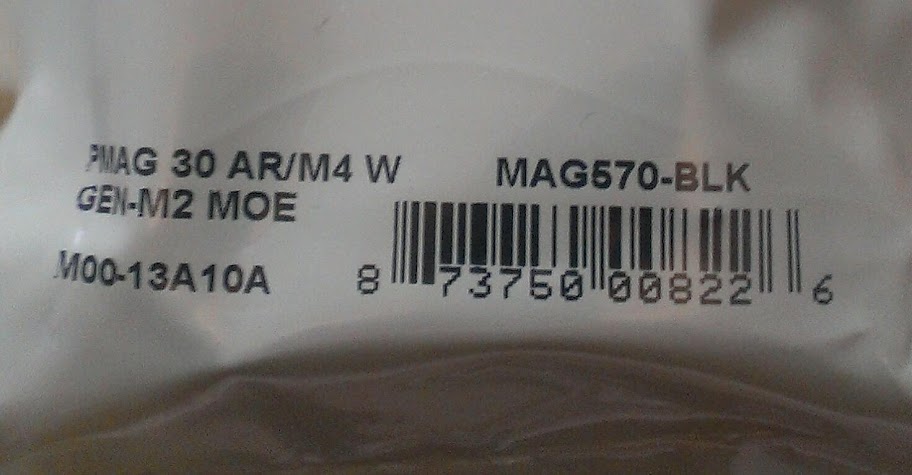 PMAG 30 AR/M4 W
GEN-M2 MOE
M00-13A10A
MAG570-BLK
8 73750 00822 6